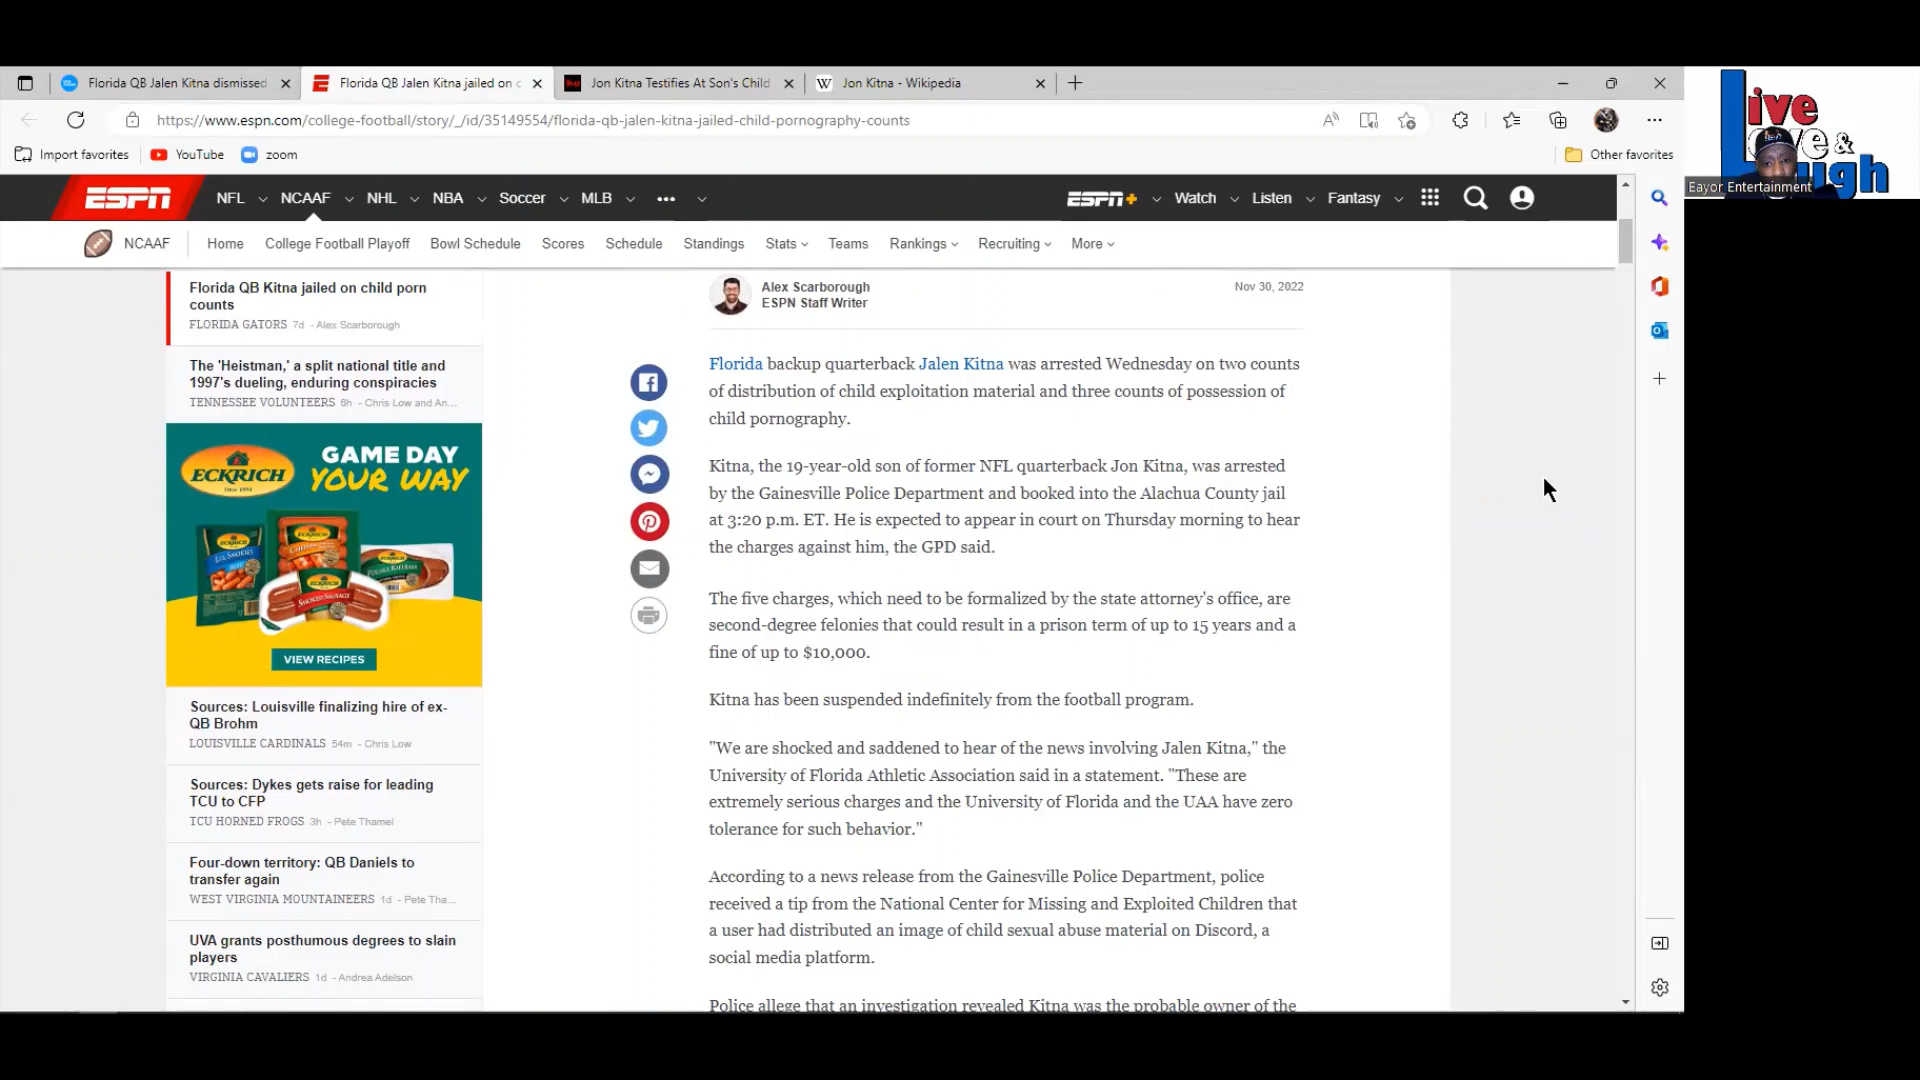 Florida QB Jalen Kitna dismissed
Florida QB Jalen Kitna jailed on c
Jon Kitna Testifies At Son's Child
Jon Kitna - Wikipedia
https://www.espn.com/college-football/story/_/id/35149554/florida-qb-jalen-kitna-jailed-child-pornography-counts
Import favorites
YouTube
zoom
Other favorites
Live
Love &
ugh
Eayor Entertainment
ESPN
NFL
NCAAF
NHL
NBA
Soccer
MLB
ESPN+
Watch
Listen
Fantasy
NCAAF
Home
College Football Playoff
Bowl Schedule
Scores
Schedule
Standings
Stats
Teams
Rankings
Recruiting
More
Florida QB Kitna jailed on child porn
counts
FLORIDA GATORS 7d - Alex Scarborough
The 'Heistman,' a split national title and
1997's dueling, enduring conspiracies
TENNESSEE VOLUNTEERS 6h - Chris Low and An...
ECKRICH
Since 1894
GAME DAY
YOUR WAY
ECKRICH
ECKRICH
ECKRICH
SMOKED SAUSAGE
VIEW RECIPES
Sources: Louisville finalizing hire of ex-
QB Brohm
LOUISVILLE CARDINALS 54m - Chris Low
Sources: Dykes gets raise for leading
TCU to CFP
TCU HORNED FROGS 3h - Pete Thamel
Four-down territory: QB Daniels to
transfer again
WEST VIRGINIA MOUNTAINEERS 1d - Pete Tha...
UVA grants posthumous degrees to slain
players
VIRGINIA CAVALIERS 1d - Andrea Adelson
Alex Scarborough
ESPN Staff Writer
Nov 30, 2022
Florida backup quarterback Jalen Kitna was arrested Wednesday on two counts
of distribution of child exploitation material and three counts of possession of
child pornography.
Kitna, the 19-year-old son of former NFL quarterback Jon Kitna, was arrested
by the Gainesville Police Department and booked into the Alachua County jail
at 3:20 p.m. ET. He is expected to appear in court on Thursday morning to hear
the charges against him, the GPD said.
The five charges, which need to be formalized by the state attorney's office, are
second-degree felonies that could result in a prison term of up to 15 years and a
fine of up to $10,000.
Kitna has been suspended indefinitely from the football program.
"We are shocked and saddened to hear of the news involving Jalen Kitna," the
University of Florida Athletic Association said in a statement. "These are
extremely serious charges and the University of Florida and the UAA have zero
tolerance for such behavior."
According to a news release from the Gainesville Police Department, police
received a tip from the National Center for Missing and Exploited Children that
a user had distributed an image of child sexual abuse material on Discord, a
social media platform.
Police allege that an investigation revealed Kitna was the probable owner of the